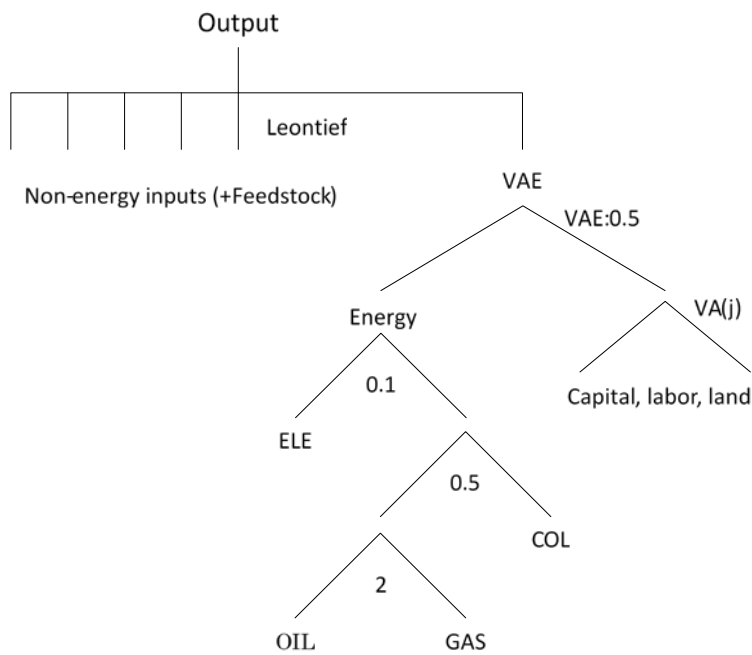 Output
Leontief
Non-energy inputs (+Feedstock)
VAE
VAE:0.5
Energy
VA(j)
0.1
Capital, labor, land
ELE
0.5
COL
2
OIL
GAS